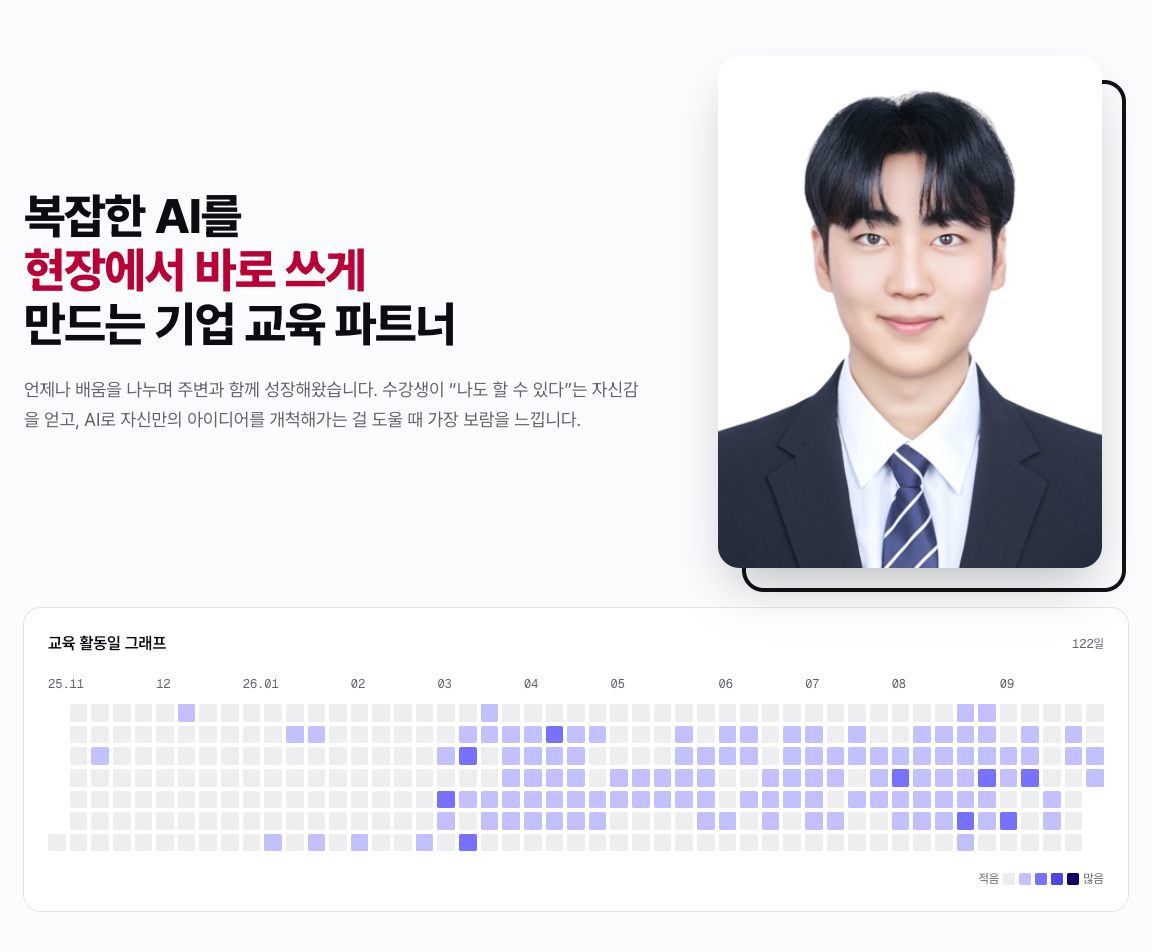 복잡한 AI를
현장에서 바로 쓰게
만드는 기업 교육 파트너
언제나 배움을 나누며 주변과 함께 성장해왔습니다. 수강생이 “나도 할 수 있다”는 자신감
을 얻고, AI로 자신만의 아이디어를 개척해가는 걸 도울 때 가장 보람을 느낍니다.
교육 활동일 그래프
122일
25.11 12 26.01 02 03 04 05 06 07 08 09
적음 많음